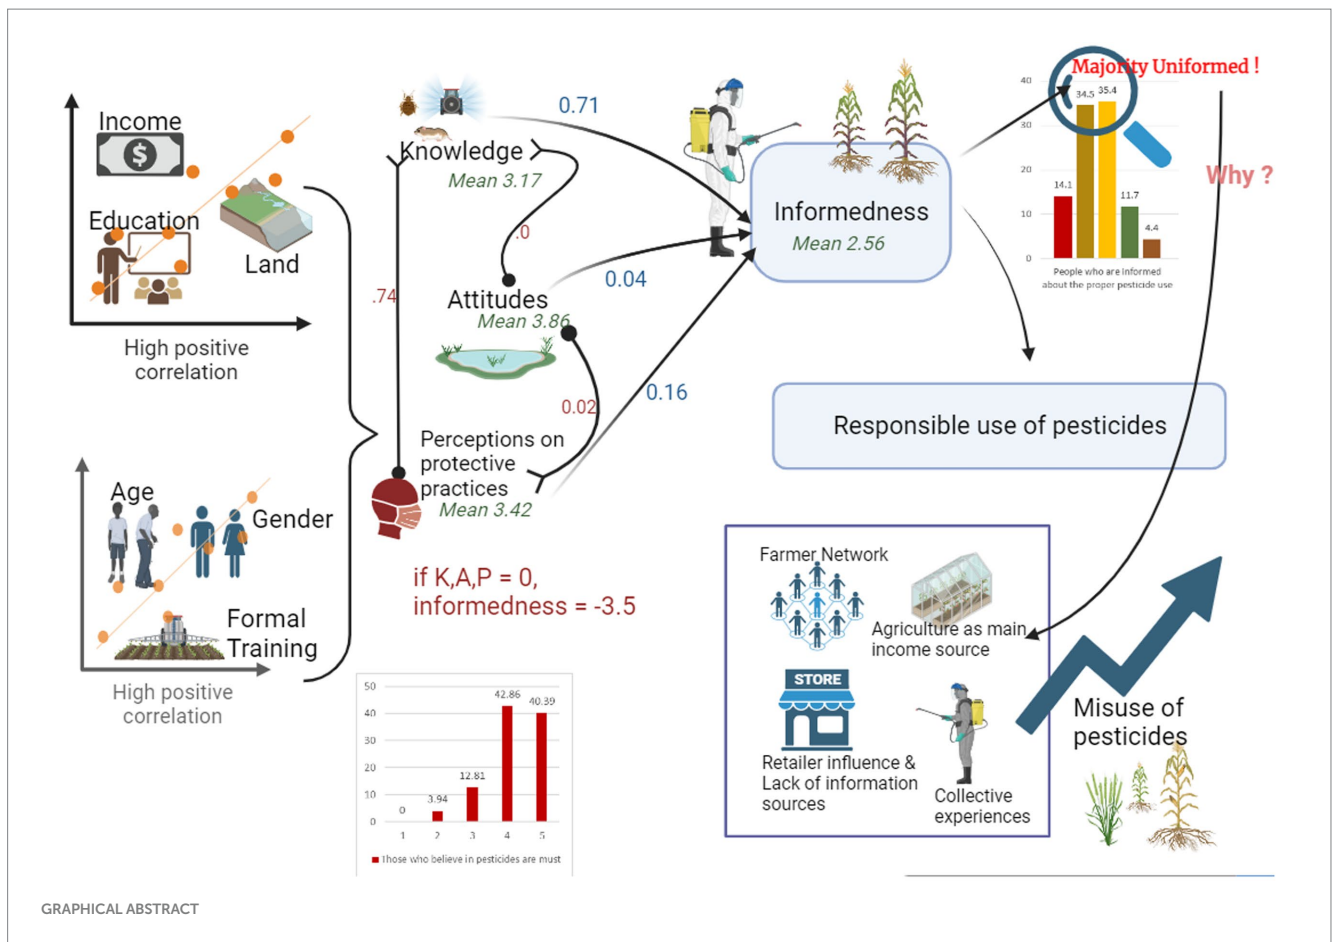 Income
Education
Land
High positive
correlation
Age
Gender
Formal
Training
High positive
correlation
Knowledge
Mean 3.17
0.71
.0
.74
Attitudes
Mean 3.86
0.04
0.02
0.16
Perceptions on
protective
practices
Mean 3.42
if K,A,P = 0,
informedness = -3.5
50
40
30
20
10
0
0
3.94
12.81
42.86
40.39
1 2 3 4 5
Those who believe in pesticides are must
Informedness
Mean 2.56
Majority Uniformed !
40
30
20
10
0
14.1
34.5
35.4
11.7
4.4
People who are informed
about the proper pesticide use
Why ?
Responsible use of pesticides
Farmer Network
Agriculture as main
income source
STORE
Retailer influence &
Lack of information
sources
Collective
experiences
Misuse of
pesticides
GRAPHICAL ABSTRACT